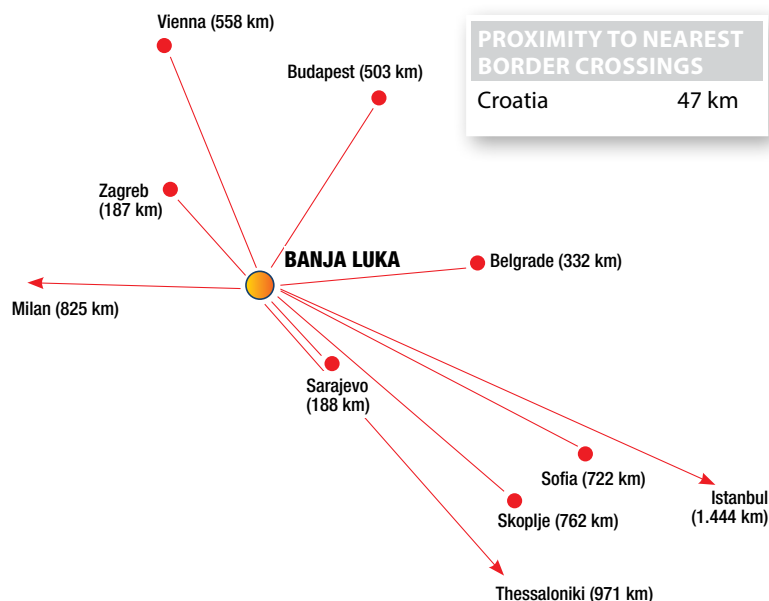 Vienna (558 km)
PROXIMITY TO NEAREST
BORDER CROSSINGS
Budapest (503 km)
Croatia 47 km
Zagreb
(187 km)
BANJA LUKA
Belgrade (332 km)
Milan (825 km)
Sarajevo
(188 km)
Sofia (722 km)
Istanbul
(1.444 km)
Skoplje (762 km)
Thessaloniki (971 km)